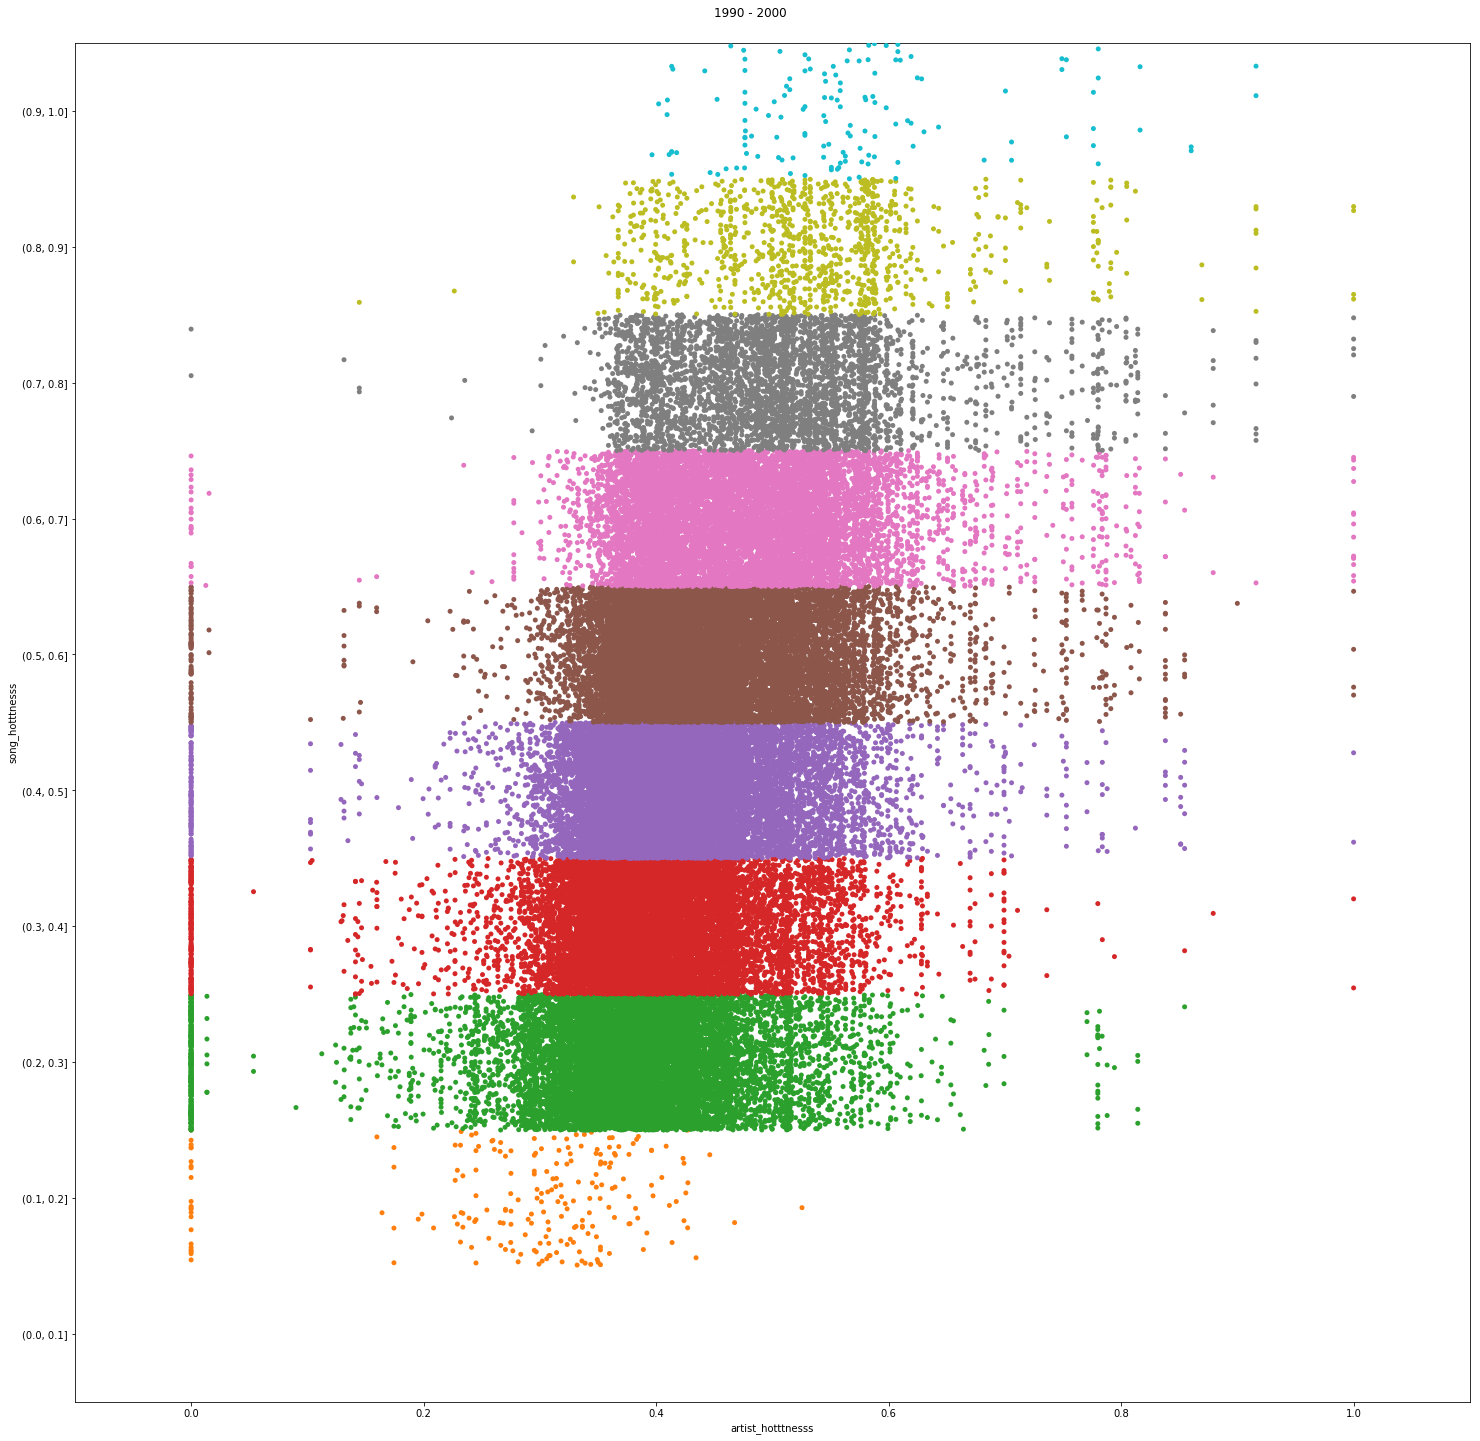 1990 - 2000
(0.9, 1.0]
(0.8, 0.9]
(0.7, 0.8]
(0.6, 0.7]
(0.5, 0.6]
(0.4, 0.5]
(0.3, 0.4]
(0.2, 0.3]
(0.1, 0.2]
(0.0, 0.1]
song_hotttnesss
0.0 0.2 0.4 0.6 0.8 1.0
artist_hotttnesss